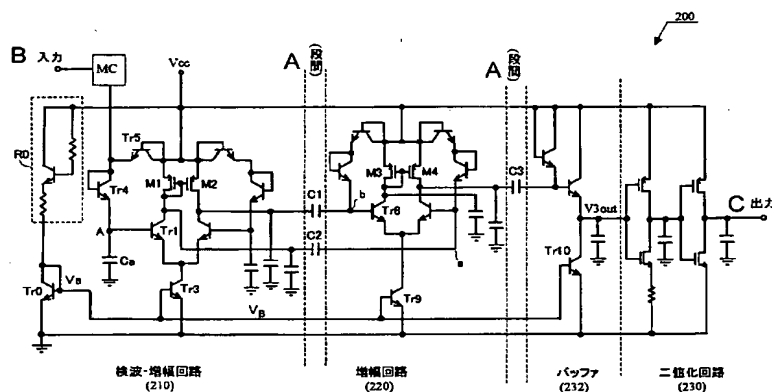 200
B
入力
MC
Vcc
A
(段間)
A
(段間)
R0
Tr5
Tr4
M1
M2
M3
M4
C1
C3
b
Tr8
V3out
C 出力
A
Tr1
C2
Ca
a
Tr10
Tr0
VB
Tr3
VB
Tr9
検波・増幅回路
(210)
増幅回路
(220)
バッファ
(232)
二値化回路
(230)